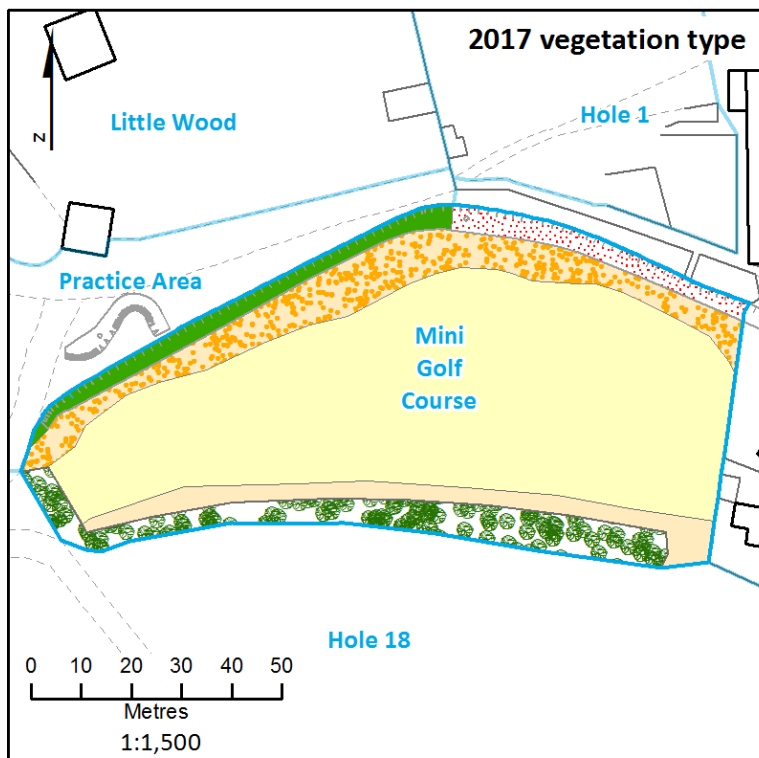 2017 vegetation type
Little Wood
Hole 1
N
Practice Area
Mini
Golf
Course
Hole 18
0 10 20 30 40 50
Metres
1:1,500